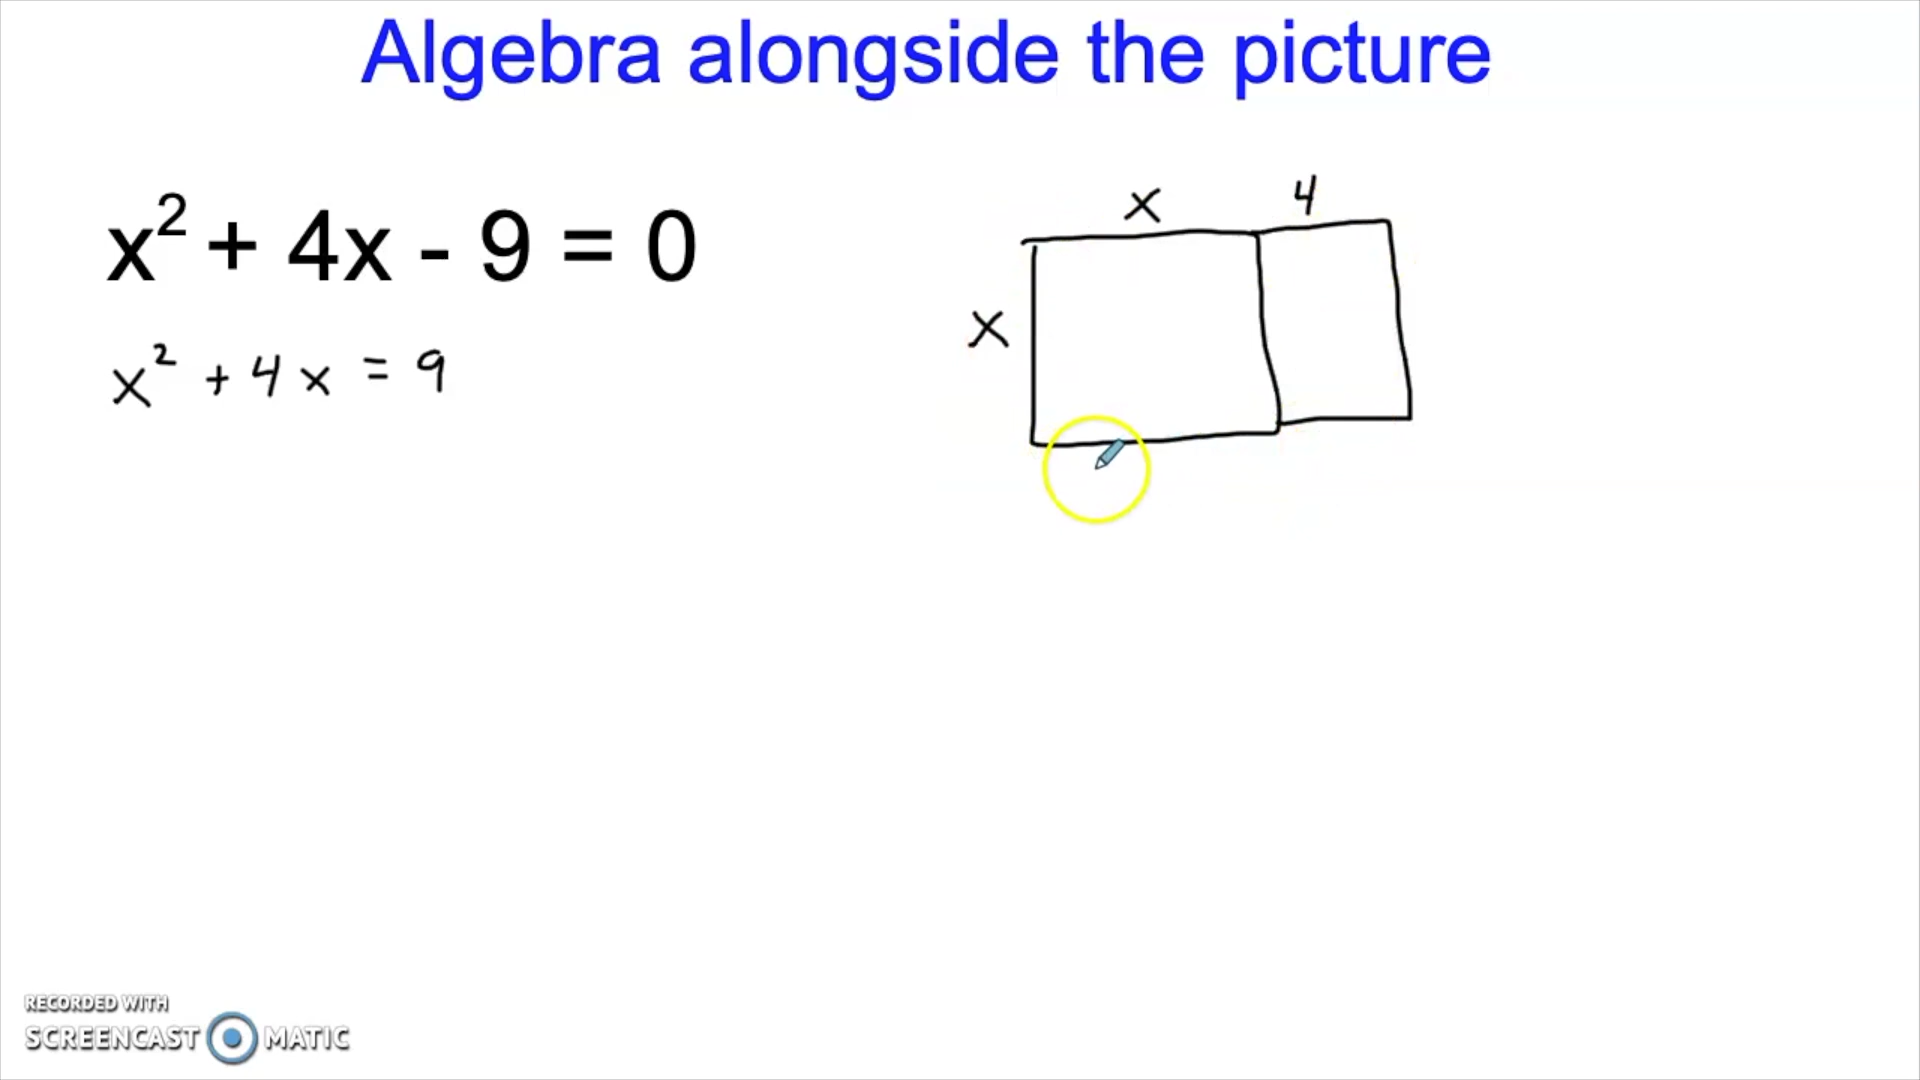 Algebra alongside the picture
x² + 4x - 9 = 0
x² + 4x = 9
x 4
x
RECORDED WITH
SCREENCAST MATIC